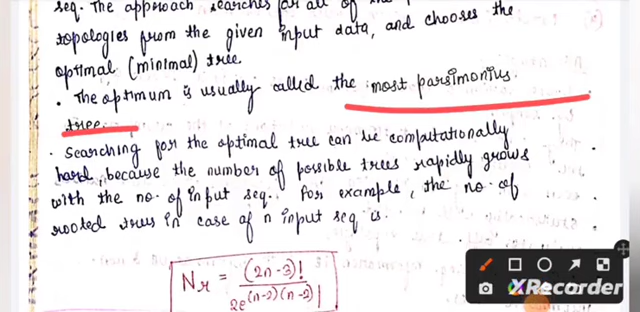 seq. The approach searches for all of the
topologies from the given input data, and chooses the
optimal (minimal) tree.
• The optimum is usually called the most parsimonius
tree.
• Searching for the optimal tree can be computationally
hard, because the number of possible trees rapidly grows
with the no. of input seq. For example, the no. of
rooted trees in case of n input seq is.
Nr = (2n-3)!
2e^(n-2) (n-2)!
XRecorder